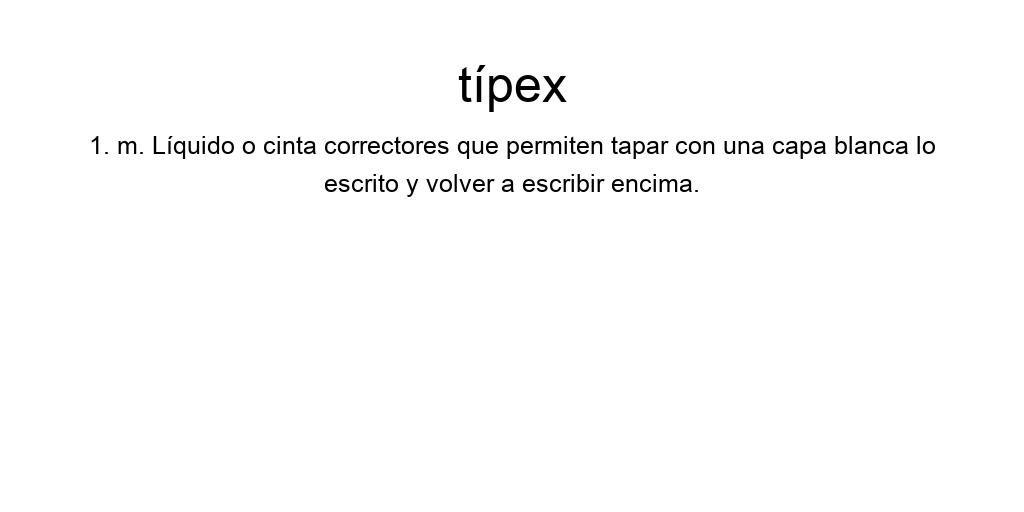 típex
1. m. Líquido o cinta correctores que permiten tapar con una capa blanca lo
escrito y volver a escribir encima.